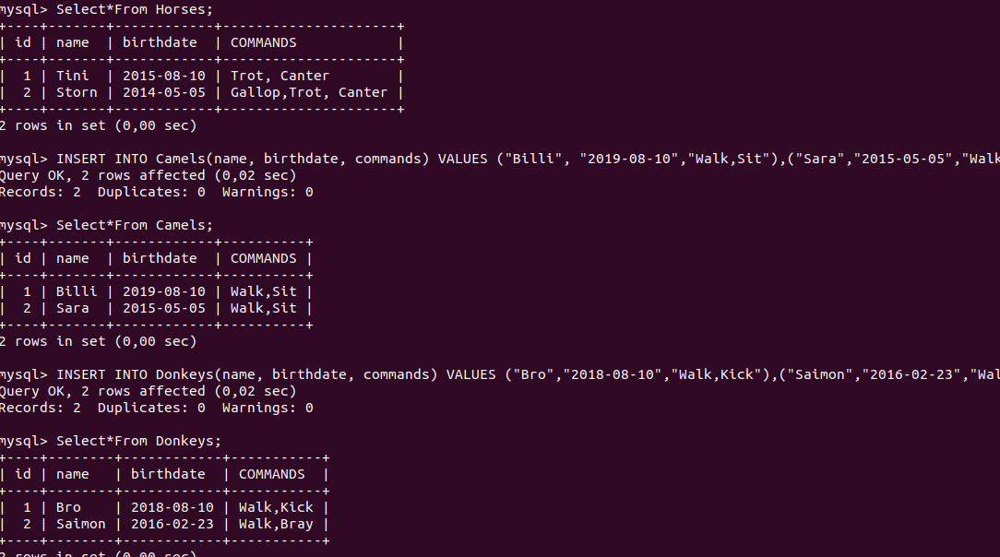 mysql> Select*From Horses;
+----+-------+------------+---------------------+
| id | name  | birthdate  | COMMANDS            |
+----+-------+------------+---------------------+
|  1 | Tini  | 2015-08-10 | Trot, Canter        |
|  2 | Storn | 2014-05-05 | Gallop,Trot, Canter |
+----+-------+------------+---------------------+
2 rows in set (0,00 sec)
mysql> INSERT INTO Camels(name, birthdate, commands) VALUES ("Billi", "2019-08-10","Walk,Sit"),("Sara","2015-05-05","Walk
Query OK, 2 rows affected (0,02 sec)
Records: 2  Duplicates: 0  Warnings: 0
mysql> Select*From Camels;
+----+-------+------------+----------+
| id | name  | birthdate  | COMMANDS |
+----+-------+------------+----------+
|  1 | Billi | 2019-08-10 | Walk,Sit |
|  2 | Sara  | 2015-05-05 | Walk,Sit |
+----+-------+------------+----------+
2 rows in set (0,00 sec)
mysql> INSERT INTO Donkeys(name, birthdate, commands) VALUES ("Bro","2018-08-10","Walk,Kick"),("Saimon","2016-02-23","Wal
Query OK, 2 rows affected (0,02 sec)
Records: 2  Duplicates: 0  Warnings: 0
mysql> Select*From Donkeys;
+----+--------+------------+-----------+
| id | name   | birthdate  | COMMANDS  |
+----+--------+------------+-----------+
|  1 | Bro    | 2018-08-10 | Walk,Kick |
|  2 | Saimon | 2016-02-23 | Walk,Bray |
+----+--------+------------+-----------+
2 rows in set (0,00 sec)